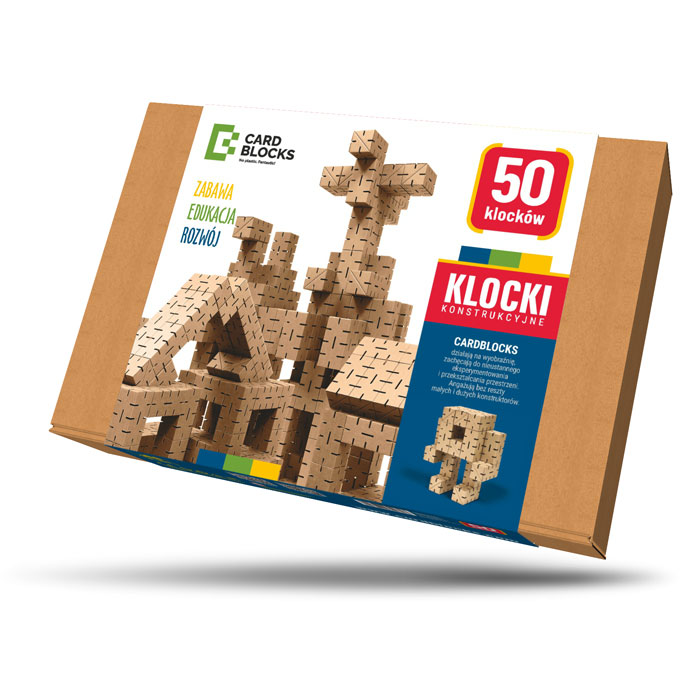 CARD
BLOCKS
No plastic. Fantastic!
ZABAWA
EDUKACJA
ROZWÓJ
50
klocków
KLOCKI
KONSTRUKCYJNE
CARDBLOCKS
działają na wyobraźnię,
zachęcają do nieustannego
eksperymentowania
i przekształcania przestrzeni.
Angażują bez reszty
małych i dużych konstruktorów.